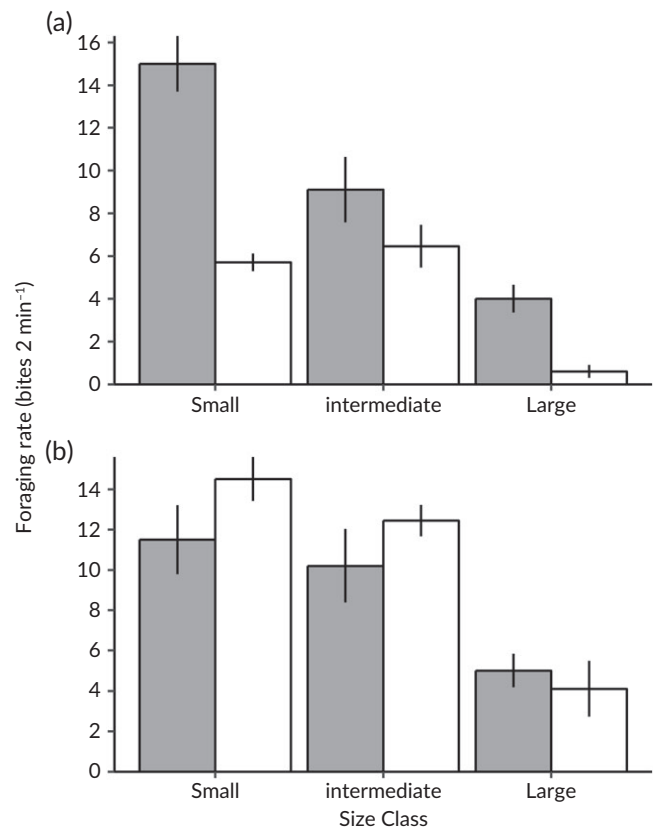 (a)
16
14
12
10
8
6
4
2
0
Small intermediate Large
Foraging rate (bites 2 min⁻¹)
(b)
14
12
10
8
6
4
2
0
Small intermediate Large
Size Class